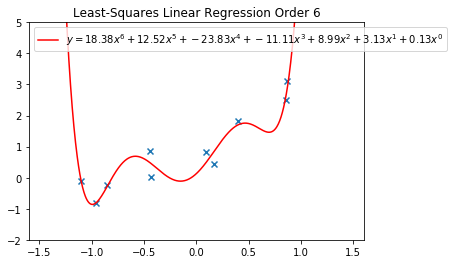 Least-Squares Linear Regression Order 6
y = 18.38x⁶ + 12.52x⁵ + −23.83x⁴ + −11.11x³ + 8.99x² + 3.13x¹ + 0.13x⁰
5
4
3
2
1
0
−1
−2
−1.5 −1.0 −0.5 0.0 0.5 1.0 1.5